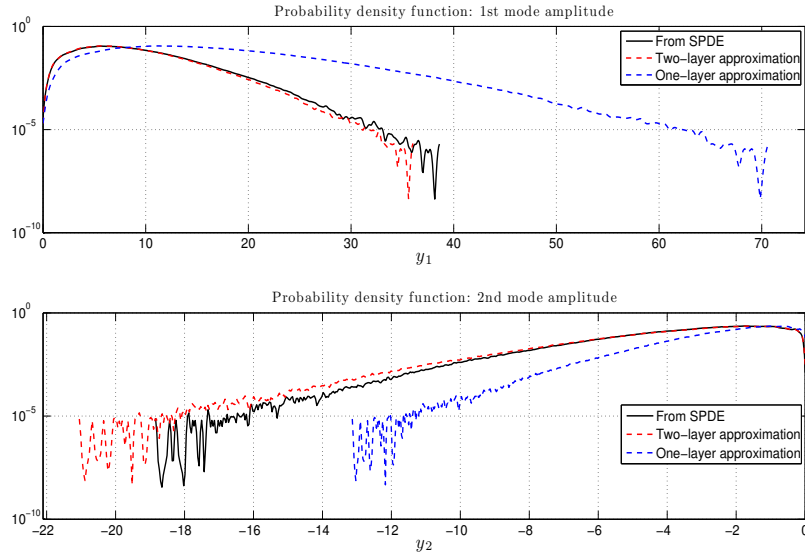 Probability density function: 1st mode amplitude
10^0
10^-5
10^-10
From SPDE
Two-layer approximation
One-layer approximation
0 10 20 30 40 50 60 70
y_1
Probability density function: 2nd mode amplitude
10^0
10^-5
10^-10
From SPDE
Two-layer approximation
One-layer approximation
−22 −20 −18 −16 −14 −12 −10 −8 −6 −4 −2 0
y_2